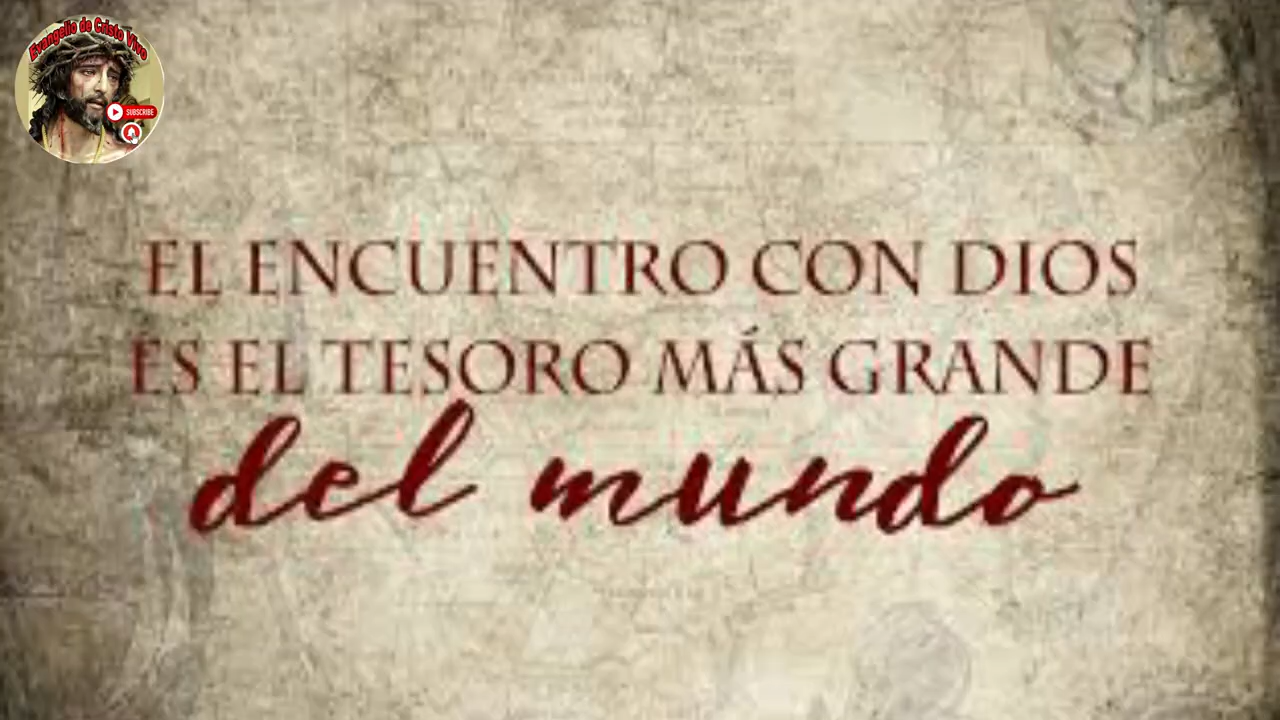 Evangelio de Cristo Vivo
SUBSCRIBE
EL ENCUENTRO CON DIOS
ES EL TESORO MÁS GRANDE
del mundo